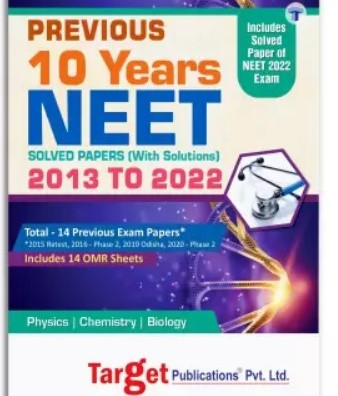 PREVIOUS
10 Years
NEET
SOLVED PAPERS (With Solutions)
2013 TO 2022
Includes
Solved
Paper of
NEET 2022
Exam
Total - 14 Previous Exam Papers*
*2015 Retest, 2016 - Phase 2, 2019 Odisha, 2020 - Phase 2
Includes 14 OMR Sheets
Physics | Chemistry | Biology
Target Publications® Pvt. Ltd.